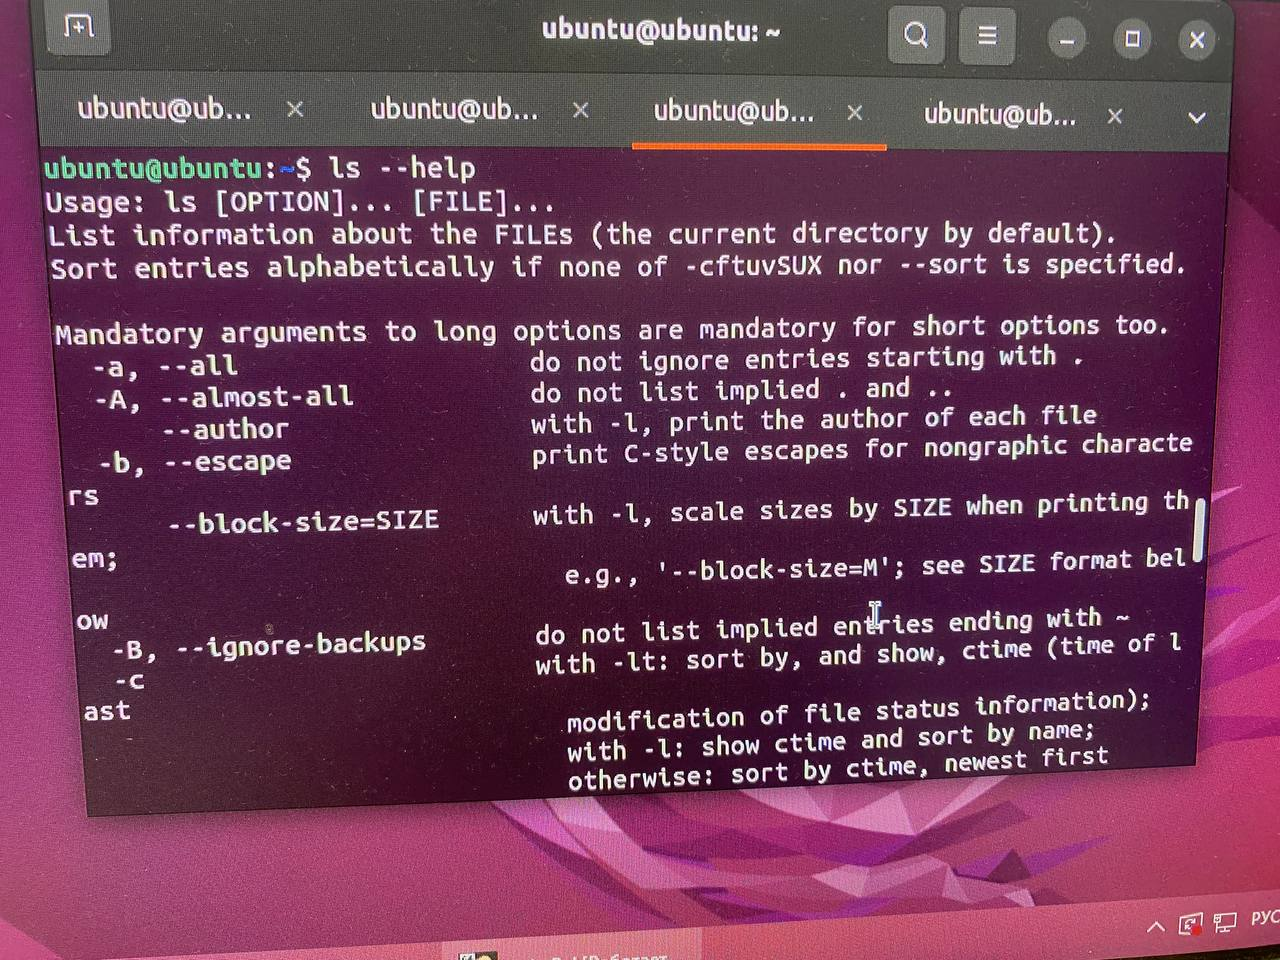 ubuntu@ubuntu: ~
ubuntu@ub... ubuntu@ub... ubuntu@ub... ubuntu@ub...
ubuntu@ubuntu:~$ ls --help
Usage: ls [OPTION]... [FILE]...
List information about the FILEs (the current directory by default).
Sort entries alphabetically if none of -cftuvSUX nor --sort is specified.
Mandatory arguments to long options are mandatory for short options too.
-a, --all do not ignore entries starting with .
-A, --almost-all do not list implied . and ..
--author with -l, print the author of each file
-b, --escape print C-style escapes for nongraphic characte
rs
--block-size=SIZE with -l, scale sizes by SIZE when printing th
em;
e.g., '--block-size=M'; see SIZE format bel
ow
-B, --ignore-backups do not list implied entries ending with ~
-c with -lt: sort by, and show, ctime (time of l
ast
modification of file status information);
with -l: show ctime and sort by name;
otherwise: sort by ctime, newest first
РУС